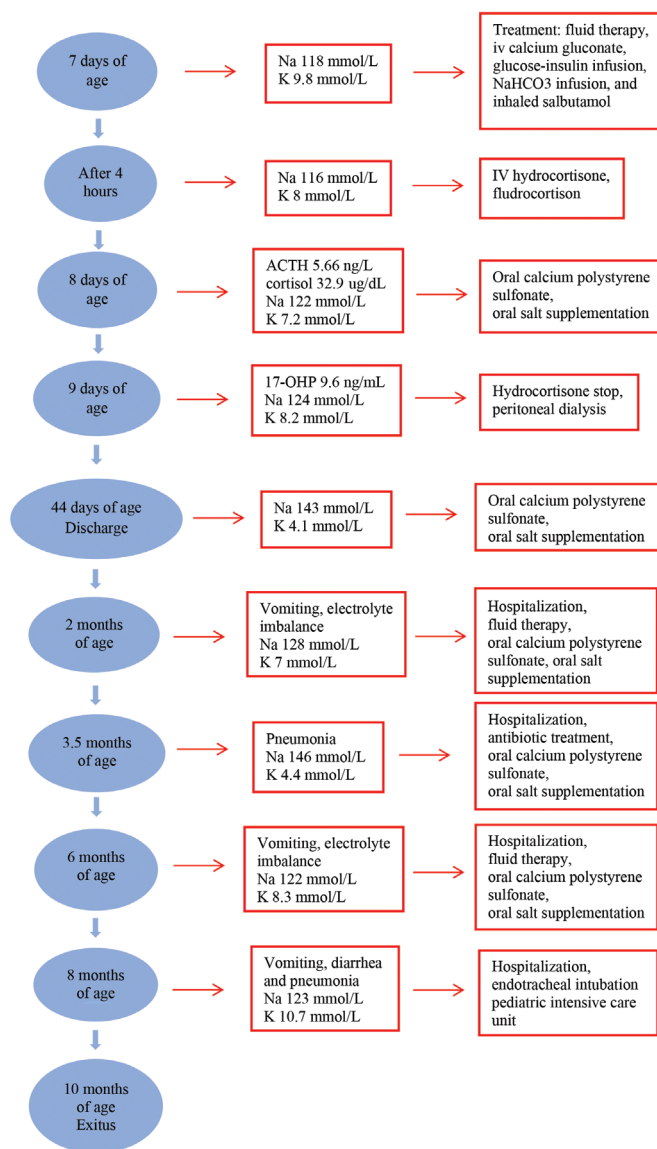 7 days of
age
Na 118 mmol/L
K 9.8 mmol/L
Treatment: fluid therapy,
iv calcium gluconate,
glucose-insulin infusion,
NaHCO3 infusion, and
inhaled salbutamol
After 4
hours
Na 116 mmol/L
K 8 mmol/L
IV hydrocortisone,
fludrocortison
8 days of
age
ACTH 5.66 ng/L
cortisol 32.9 ug/dL
Na 122 mmol/L
K 7.2 mmol/L
Oral calcium polystyrene
sulfonate,
oral salt supplementation
9 days of
age
17-OHP 9.6 ng/mL
Na 124 mmol/L
K 8.2 mmol/L
Hydrocortisone stop,
peritoneal dialysis
44 days of age
Discharge
Na 143 mmol/L
K 4.1 mmol/L
Oral calcium polystyrene
sulfonate,
oral salt supplementation
2 months
of age
Vomiting, electrolyte
imbalance
Na 128 mmol/L
K 7 mmol/L
Hospitalization,
fluid therapy,
oral calcium polystyrene
sulfonate, oral salt
supplementation
3.5 months
of age
Pneumonia
Na 146 mmol/L
K 4.4 mmol/L
Hospitalization,
antibiotic treatment,
oral calcium polystyrene
sulfonate,
oral salt supplementation
6 months
of age
Vomiting, electrolyte
imbalance
Na 122 mmol/L
K 8.3 mmol/L
Hospitalization,
fluid therapy,
oral calcium polystyrene
sulfonate,
oral salt supplementation
8 months
of age
Vomiting, diarrhea
and pneumonia
Na 123 mmol/L
K 10.7 mmol/L
Hospitalization,
endotracheal intubation
pediatric intensive care
unit
10 months
of age
Exitus